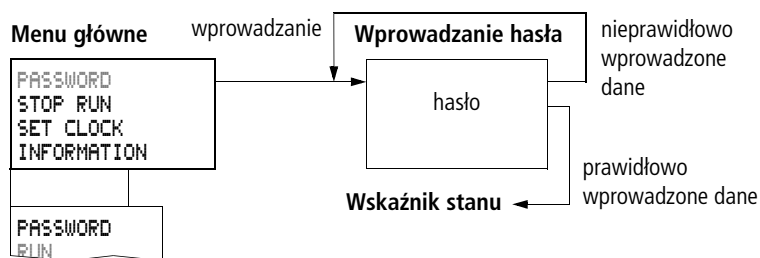 Menu główne
wprowadzanie
Wprowadzanie hasła
nieprawidłowo
wprowadzone
dane
PASSWORD
STOP RUN
SET CLOCK
INFORMATION
hasło
prawidłowo
wprowadzone dane
Wskaźnik stanu
PASSWORD
RUN